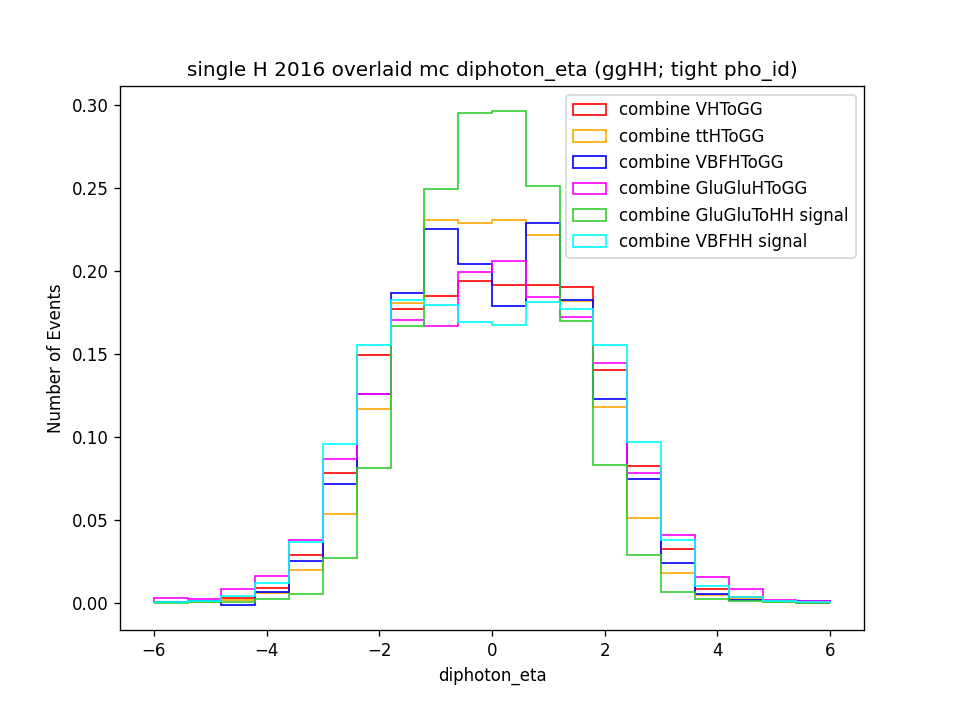 single H 2016 overlaid mc diphoton_eta (ggHH; tight pho_id)
combine VHToGG
combine ttHToGG
combine VBFHToGG
combine GluGluHToGG
combine GluGluToHH signal
combine VBFHH signal
Number of Events
0.30
0.25
0.20
0.15
0.10
0.05
0.00
−6 −4 −2 0 2 4 6
diphoton_eta